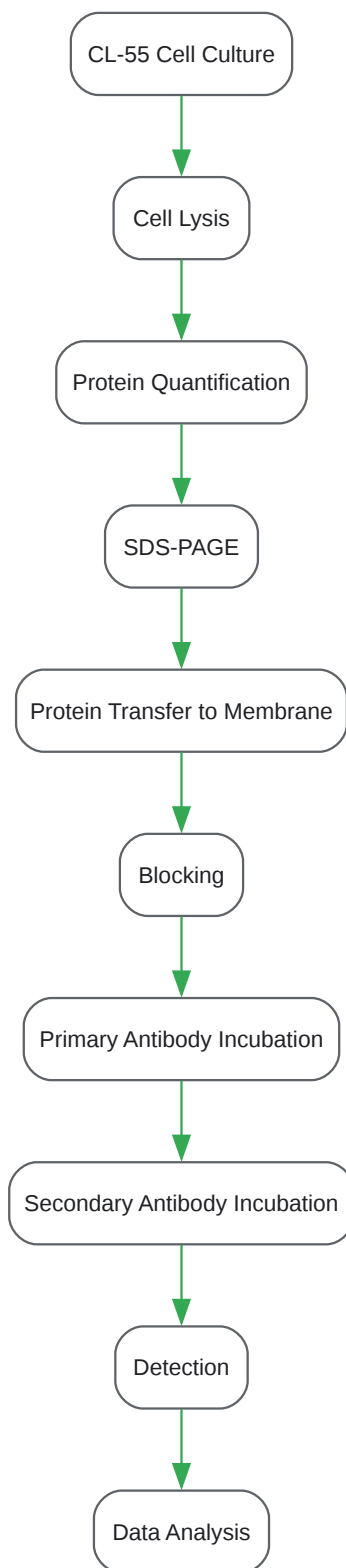 CL-55 Cell Culture
Cell Lysis
Protein Quantification
SDS-PAGE
Protein Transfer to Membrane
Blocking
Primary Antibody Incubation
Secondary Antibody Incubation
Detection
Data Analysis